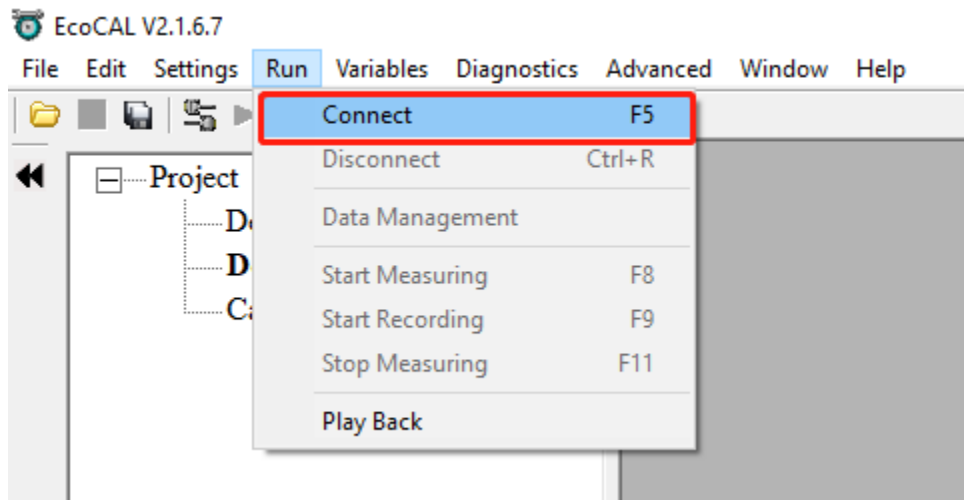 EcoCAL V2.1.6.7
File Edit Settings Run Variables Diagnostics Advanced Window Help
Connect F5
Disconnect Ctrl+R
Project
Data Management
Start Measuring F8
Start Recording F9
Stop Measuring F11
Play Back